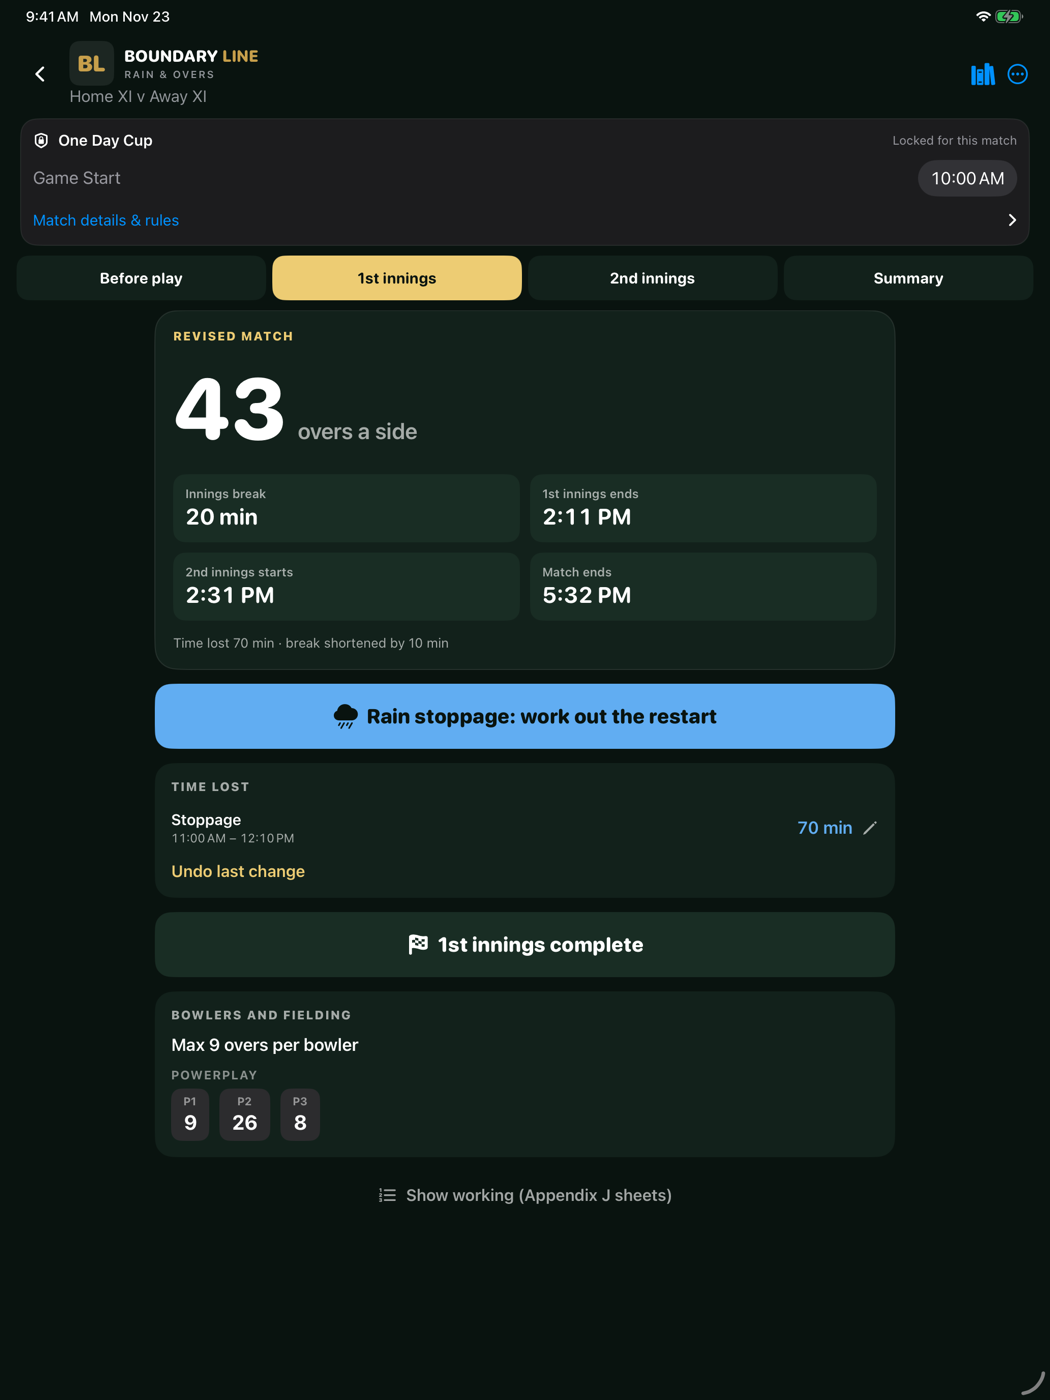 9:41 AM Mon Nov 23
BL
BOUNDARY LINE
RAIN & OVERS
Home XI v Away XI
One Day Cup
Locked for this match
Game Start
10:00 AM
Match details & rules
Before play
1st innings
2nd innings
Summary
REVISED MATCH
43 overs a side
Innings break
20 min
1st innings ends
2:11 PM
2nd innings starts
2:31 PM
Match ends
5:32 PM
Time lost 70 min · break shortened by 10 min
Rain stoppage: work out the restart
TIME LOST
Stoppage
11:00 AM – 12:10 PM
70 min
Undo last change
1st innings complete
BOWLERS AND FIELDING
Max 9 overs per bowler
POWERPLAY
P1
9
P2
26
P3
8
Show working (Appendix J sheets)